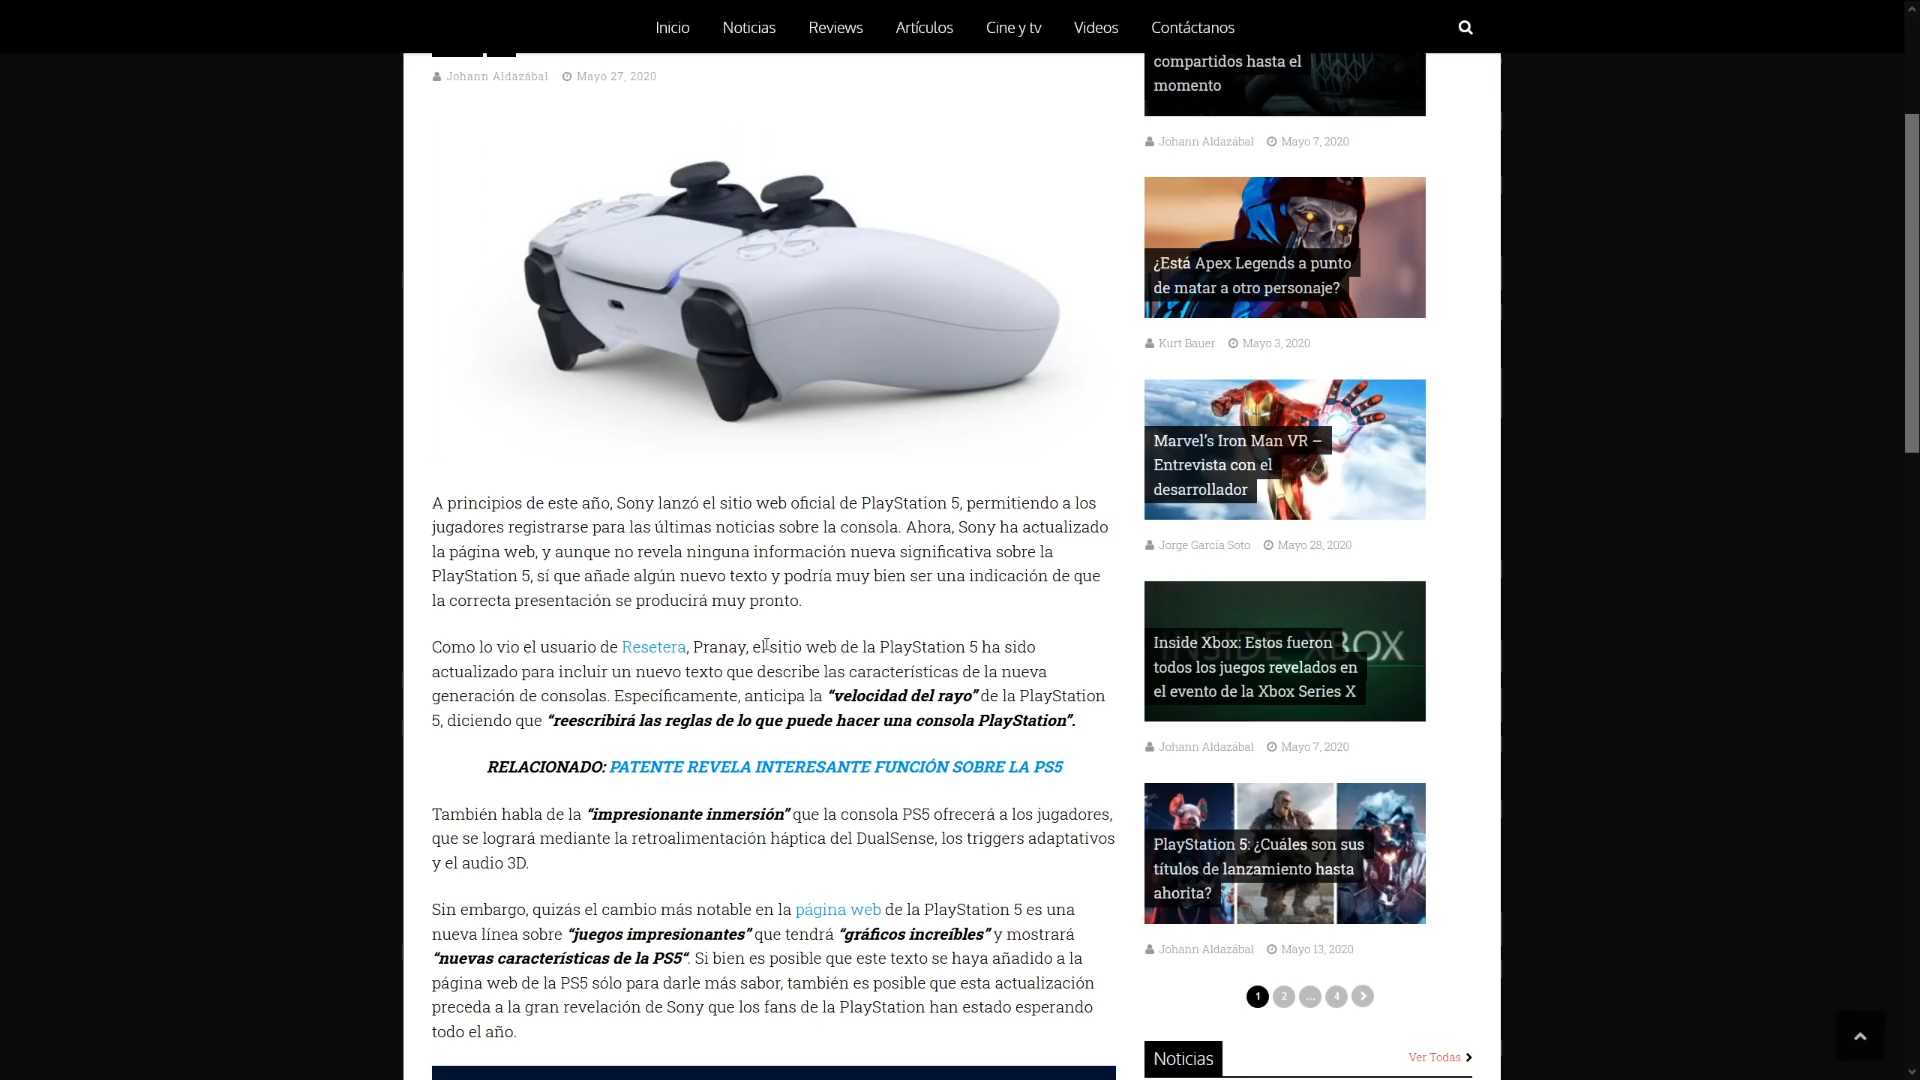 Inicio Noticias Reviews Artículos Cine y tv Videos Contáctanos
Johann Aldazábal Mayo 27, 2020
A principios de este año, Sony lanzó el sitio web oficial de PlayStation 5, permitiendo a los
jugadores registrarse para las últimas noticias sobre la consola. Ahora, Sony ha actualizado
la página web, y aunque no revela ninguna información nueva significativa sobre la
PlayStation 5, sí que añade algún nuevo texto y podría muy bien ser una indicación de que
la correcta presentación se producirá muy pronto.
Como lo vio el usuario de Resetera, Pranay, el sitio web de la PlayStation 5 ha sido
actualizado para incluir un nuevo texto que describe las características de la nueva
generación de consolas. Específicamente, anticipa la “velocidad del rayo” de la PlayStation
5, diciendo que “reescribirá las reglas de lo que puede hacer una consola PlayStation”.
RELACIONADO: PATENTE REVELA INTERESANTE FUNCIÓN SOBRE LA PS5
También habla de la “impresionante inmersión” que la consola PS5 ofrecerá a los jugadores,
que se logrará mediante la retroalimentación háptica del DualSense, los triggers adaptativos
y el audio 3D.
Sin embargo, quizás el cambio más notable en la página web de la PlayStation 5 es una
nueva línea sobre “juegos impresionantes” que tendrá “gráficos increíbles” y mostrará
“nuevas características de la PS5“. Si bien es posible que este texto se haya añadido a la
página web de la PS5 sólo para darle más sabor, también es posible que esta actualización
preceda a la gran revelación de Sony que los fans de la PlayStation han estado esperando
todo el año.
compartidos hasta el
momento
Johann Aldazábal Mayo 7, 2020
¿Está Apex Legends a punto
de matar a otro personaje?
Kurt Bauer Mayo 3, 2020
Marvel’s Iron Man VR –
Entrevista con el
desarrollador
Jorge García Soto Mayo 28, 2020
INSIDE XBOX
Inside Xbox: Estos fueron
todos los juegos revelados en
el evento de la Xbox Series X
Johann Aldazábal Mayo 7, 2020
PlayStation 5: ¿Cuáles son sus
títulos de lanzamiento hasta
ahorita?
Johann Aldazábal Mayo 13, 2020
1 2 ... 4
Noticias Ver Todas